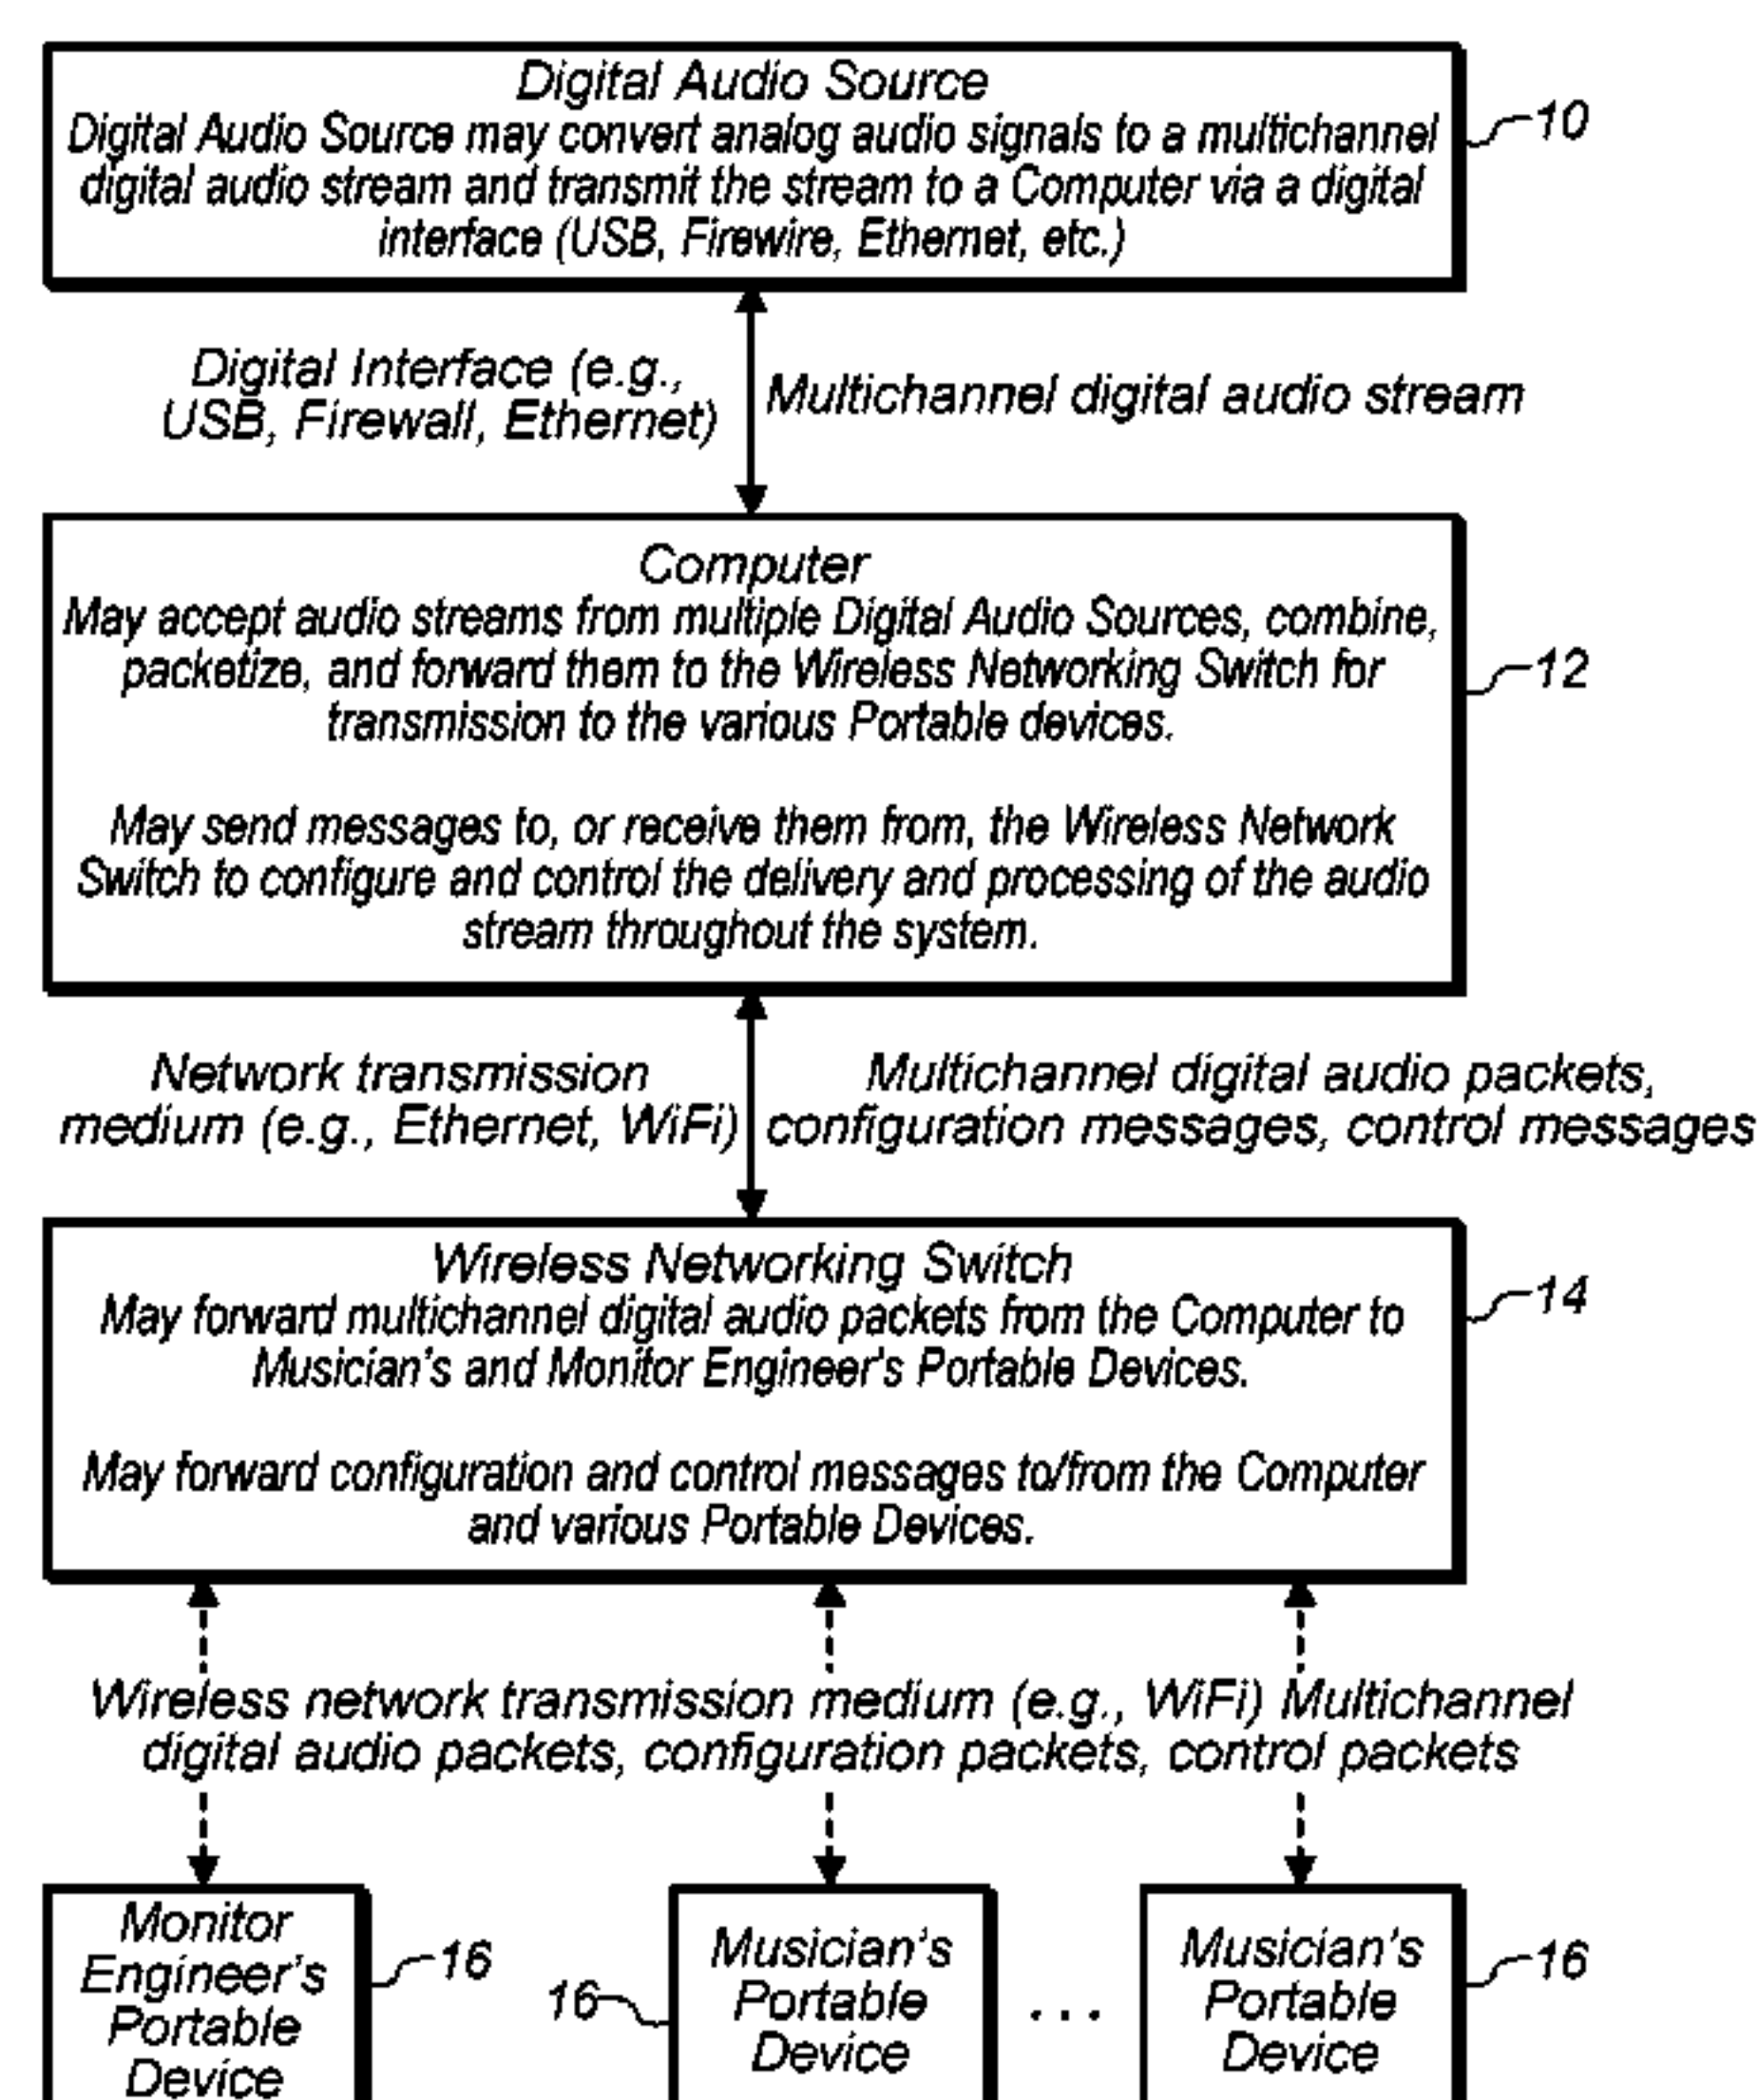 Digital Audio Source
Digital Audio Source may convert analog audio signals to a multichannel
digital audio stream and transmit the stream to a Computer via a digital
interface (USB, Firewire, Ethernet, etc.)
10
Digital Interface (e.g.,
USB, Firewall, Ethernet)
Multichannel digital audio stream
Computer
May accept audio streams from multiple Digital Audio Sources, combine,
packetize, and forward them to the Wireless Networking Switch for
transmission to the various Portable devices.
May send messages to, or receive them from, the Wireless Network
Switch to configure and control the delivery and processing of the audio
stream throughout the system.
12
Network transmission
medium (e.g., Ethernet, WiFi)
Multichannel digital audio packets,
configuration messages, control messages
Wireless Networking Switch
May forward multichannel digital audio packets from the Computer to
Musician's and Monitor Engineer's Portable Devices.
May forward configuration and control messages to/from the Computer
and various Portable Devices.
14
Wireless network transmission medium (e.g., WiFi) Multichannel
digital audio packets, configuration packets, control packets
Monitor
Engineer's
Portable
Device
16
16
Musician's
Portable
Device
...
Musician's
Portable
Device
16